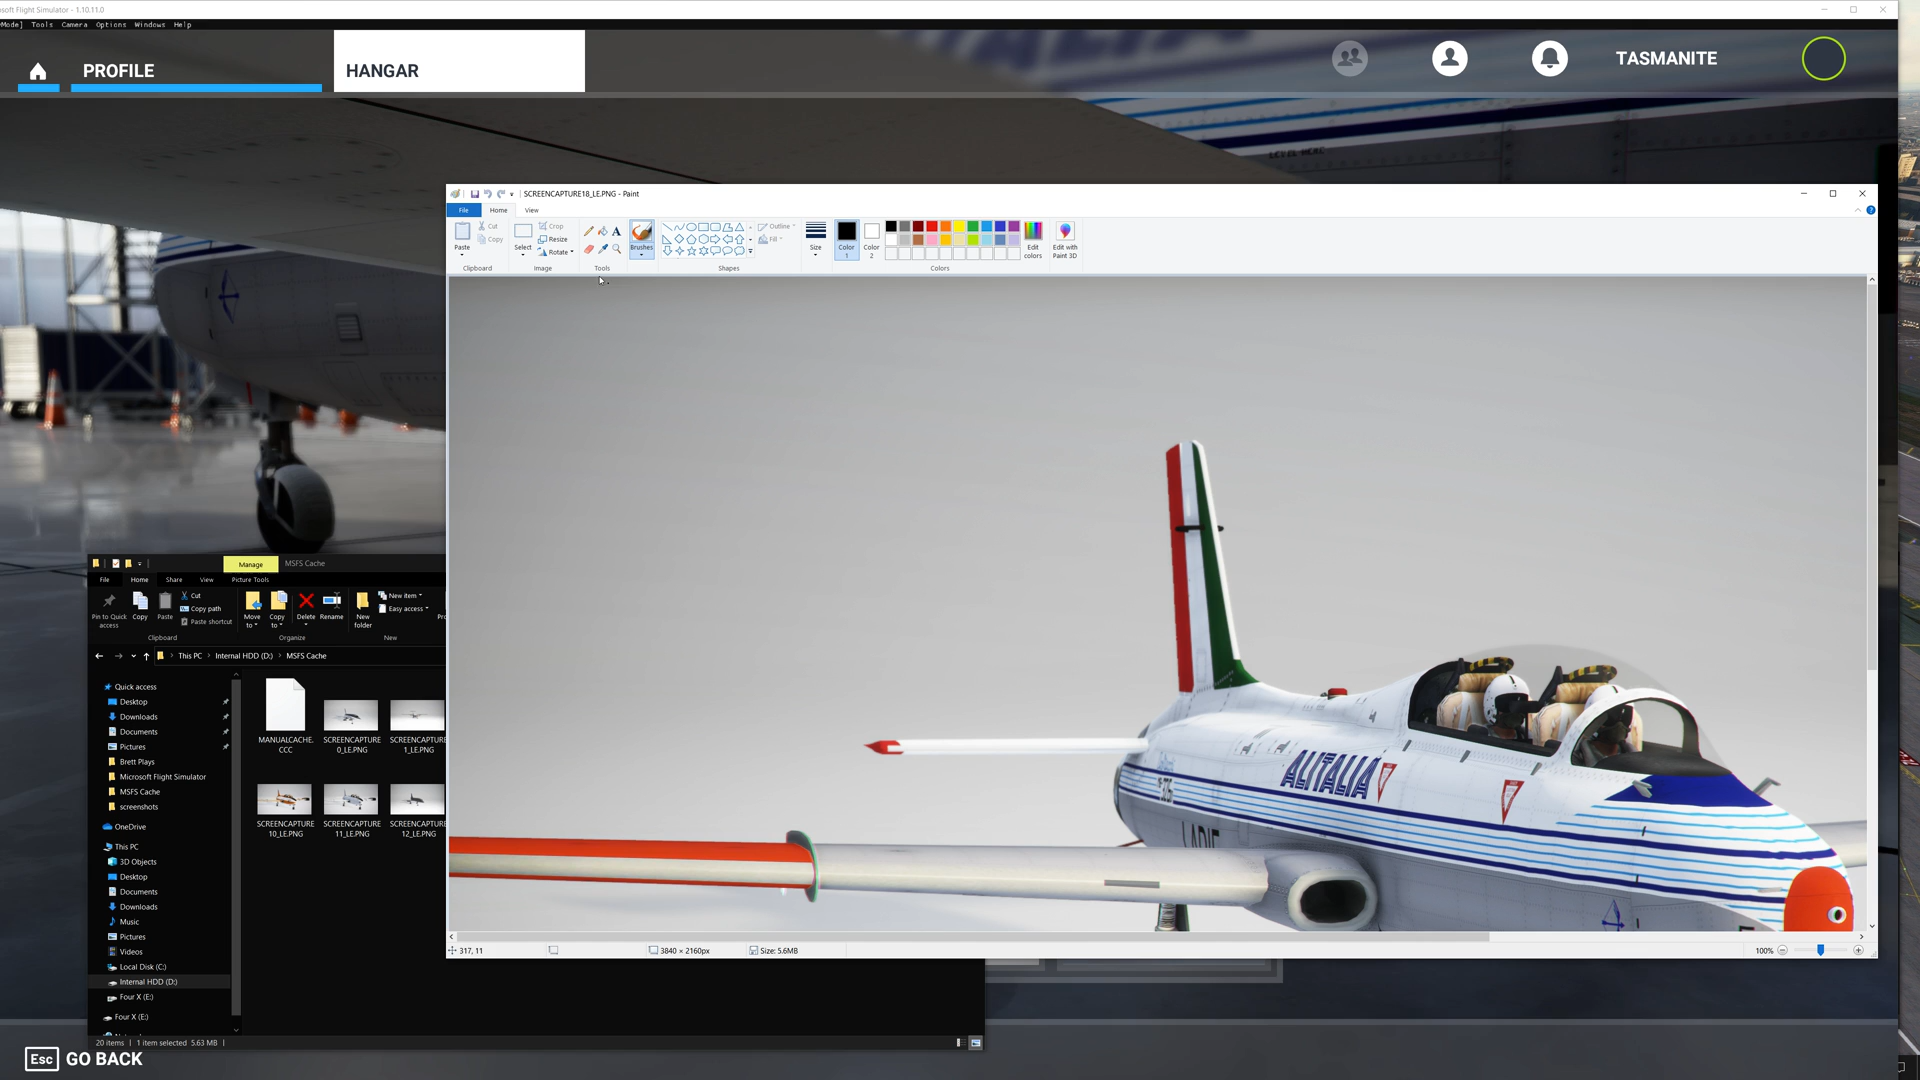 soft Flight Simulator - 1.10.11.0
Mode] Tools Camera Options Windows Help
PROFILE
HANGAR
TASMANITE
LEVEL HERE
SCREENCAPTURE18_LE.PNG - Paint
File Home View
Paste
Cut
Copy
Clipboard
Select
Crop
Resize
Rotate
Image
A
Tools
Brushes
Shapes
Outline
Fill
Size
Color 1
Color 2
Edit colors
Edit with Paint 3D
Colors
ALITALIA
317, 11
3840 × 2160px
Size: 5.6MB
100%
Manage
MSFS Cache
File Home Share View Picture Tools
Pin to Quick access
Copy
Paste
Cut
Copy path
Paste shortcut
Clipboard
Move to
Copy to
Delete
Rename
Organize
New folder
New item
Easy access
New
This PC > Internal HDD (D:) > MSFS Cache
Quick access
Desktop
Downloads
Documents
Pictures
Brett Plays
Microsoft Flight Simulator
MSFS Cache
screenshots
OneDrive
This PC
3D Objects
Desktop
Documents
Downloads
Music
Pictures
Videos
Local Disk (C:)
Internal HDD (D:)
Four X (E:)
Four X (E:)
MANUALCACHE.CCC
SCREENCAPTURE0_LE.PNG
SCREENCAPTURE1_LE.PNG
SCREENCAPTURE10_LE.PNG
SCREENCAPTURE11_LE.PNG
SCREENCAPTURE12_LE.PNG
20 items
1 item selected 5.63 MB
Esc GO BACK